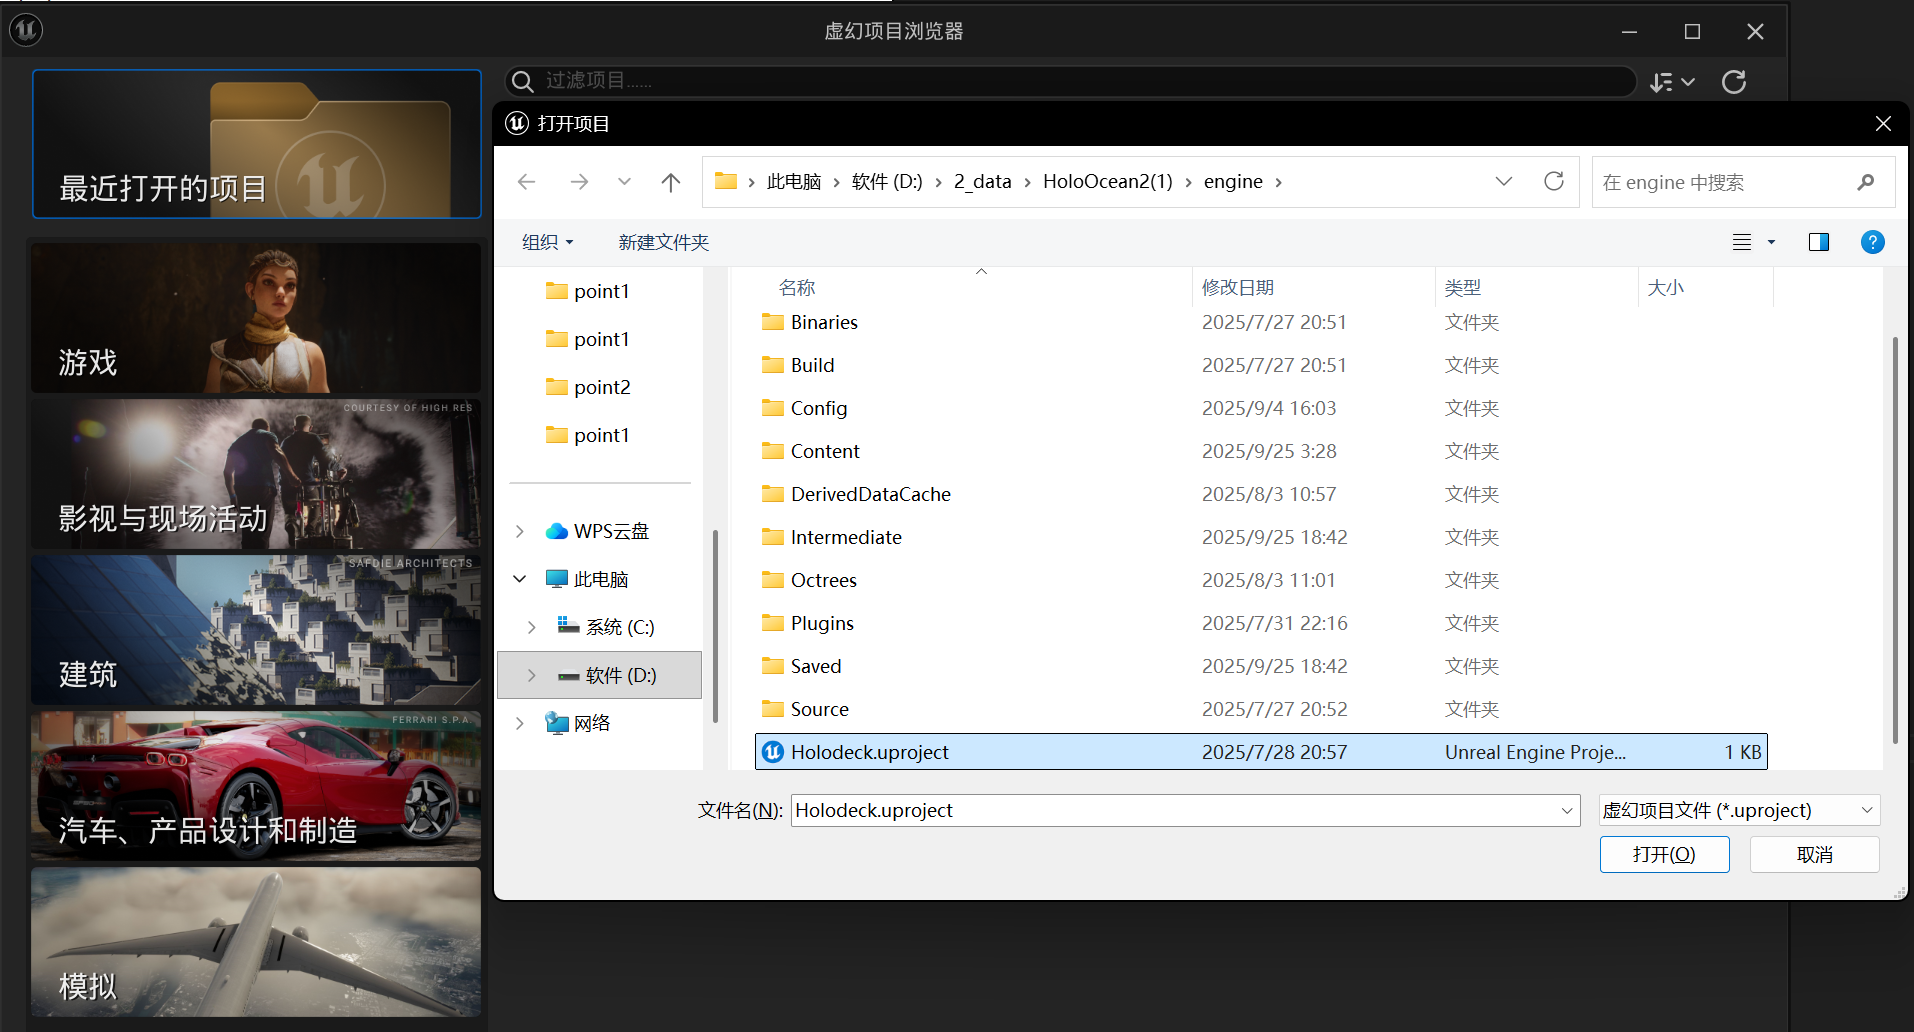 虚幻项目浏览器
过滤项目......
最近打开的项目
游戏
COURTESY OF HIGH RES
影视与现场活动
SAFDIE ARCHITECTS
建筑
FERRARI S.P.A.
汽车、产品设计和制造
模拟
打开项目
此电脑 软件 (D:) 2_data HoloOcean2(1) engine
在 engine 中搜索
组织 新建文件夹
point1
point1
point2
point1
WPS云盘
此电脑
系统 (C:)
软件 (D:)
网络
名称 修改日期 类型 大小
Binaries 2025/7/27 20:51 文件夹
Build 2025/7/27 20:51 文件夹
Config 2025/9/4 16:03 文件夹
Content 2025/9/25 3:28 文件夹
DerivedDataCache 2025/8/3 10:57 文件夹
Intermediate 2025/9/25 18:42 文件夹
Octrees 2025/8/3 11:01 文件夹
Plugins 2025/7/31 22:16 文件夹
Saved 2025/9/25 18:42 文件夹
Source 2025/7/27 20:52 文件夹
Holodeck.uproject 2025/7/28 20:57 Unreal Engine Proje... 1 KB
文件名(N): Holodeck.uproject 虚幻项目文件 (*.uproject)
打开(O) 取消